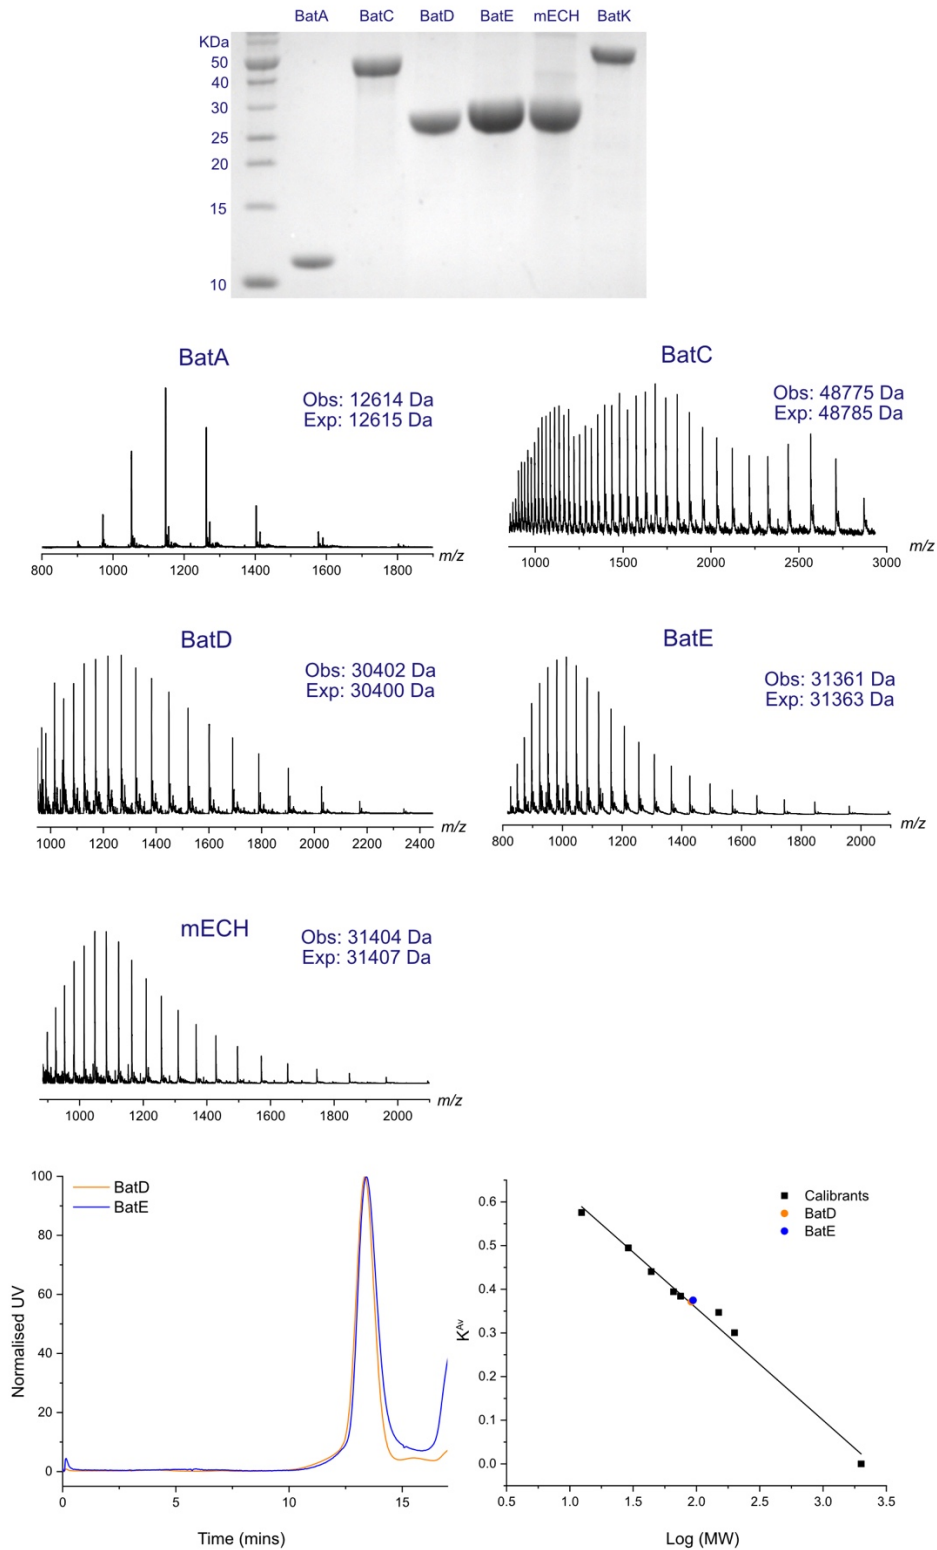 BatA BatC BatD BatE mECH BatK
KDa
50
40
30
25
20
15
10
BatA
Obs: 12614 Da
Exp: 12615 Da
800 1000 1200 1400 1600 1800
m/z
BatC
Obs: 48775 Da
Exp: 48785 Da
1000 1500 2000 2500 3000
m/z
BatD
Obs: 30402 Da
Exp: 30400 Da
1000 1200 1400 1600 1800 2000 2200 2400
m/z
BatE
Obs: 31361 Da
Exp: 31363 Da
800 1000 1200 1400 1600 1800 2000
m/z
mECH
Obs: 31404 Da
Exp: 31407 Da
1000 1200 1400 1600 1800 2000
m/z
BatD
BatE
100
80
60
40
20
0
Normalised UV
0 5 10 15
Time (mins)
Calibrants
BatD
BatE
0.6
0.5
0.4
0.3
0.2
0.1
0.0
KAv
0.5 1.0 1.5 2.0 2.5 3.0 3.5
Log (MW)